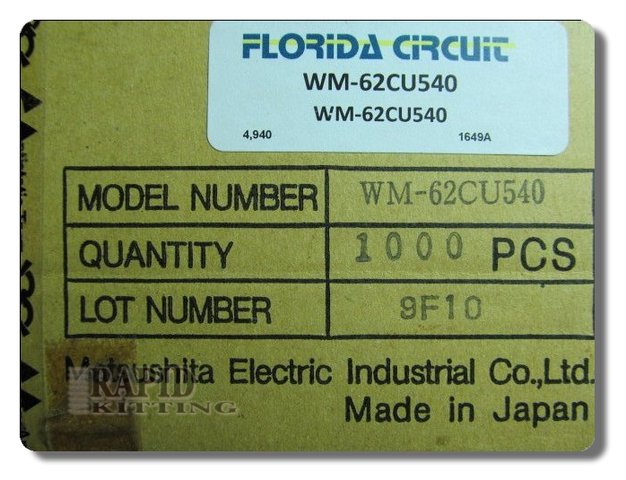 FLORIDA CIRCUIT
WM-62CU540
WM-62CU540
4,940 1649A
MODEL NUMBER WM-62CU540
QUANTITY 1000 PCS
LOT NUMBER 9F10
Matsushita Electric Industrial Co.,Ltd.
Made in Japan
RAPID
KITTING